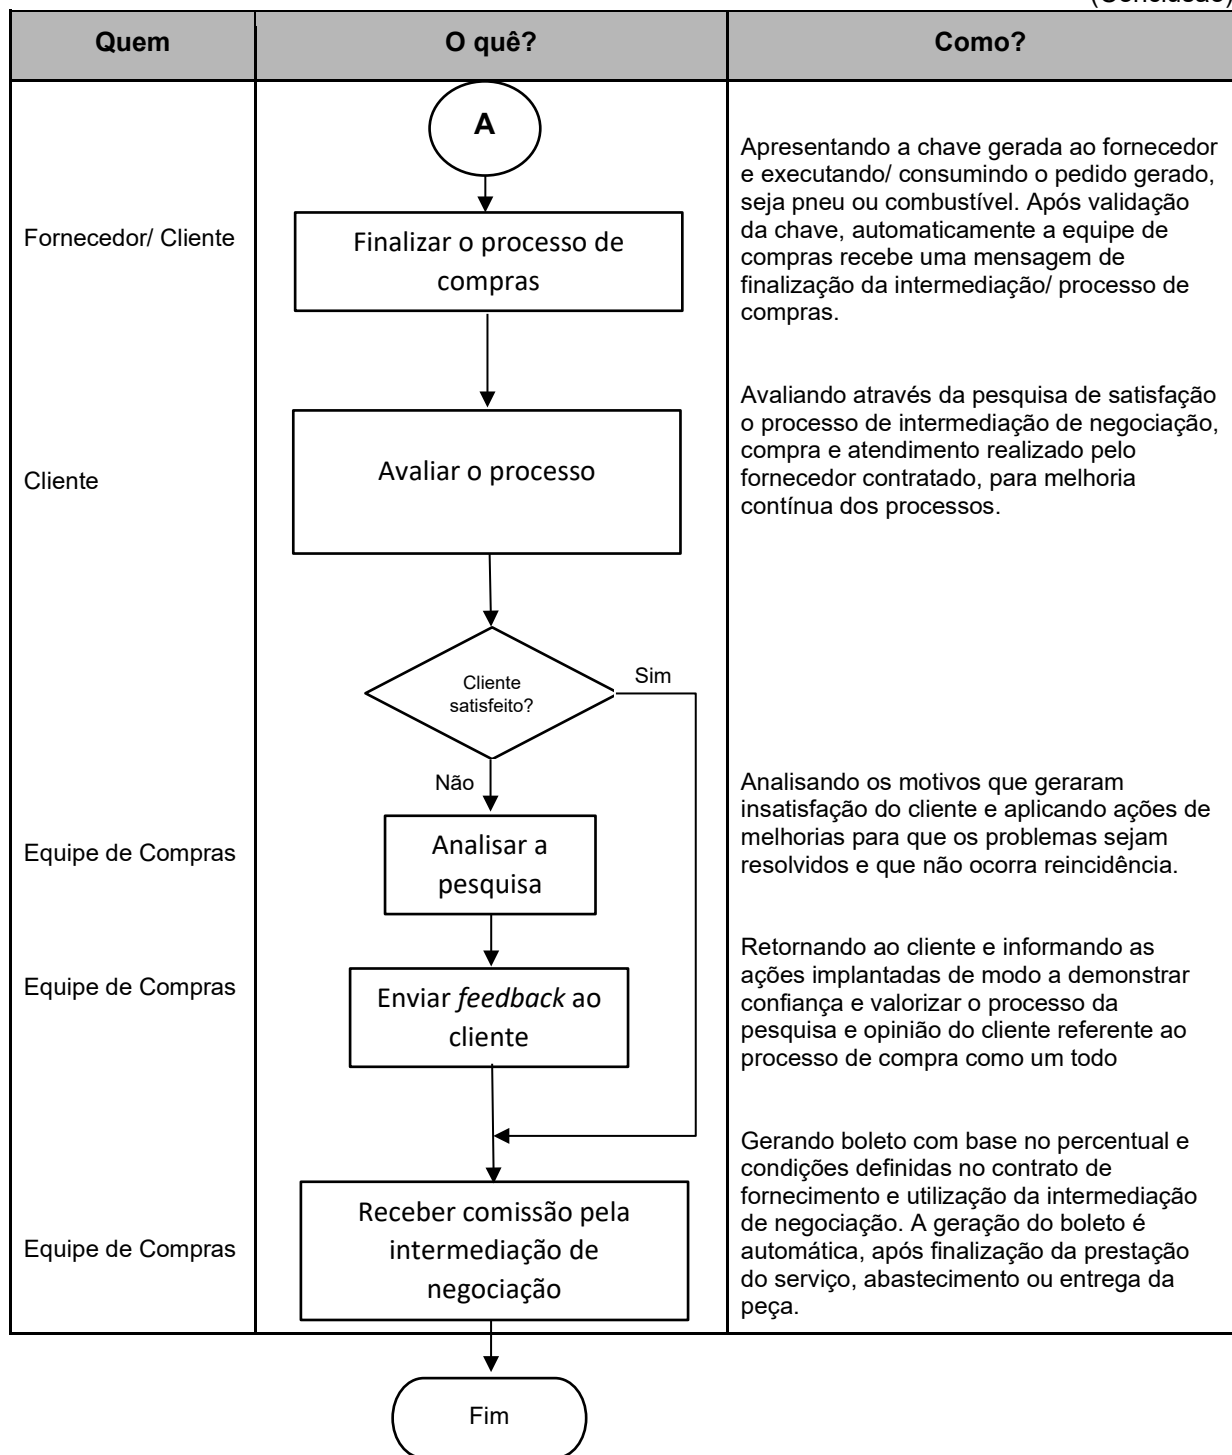 (Conclusão)
Quem
O quê?
Como?
A
Fornecedor/ Cliente
Finalizar o processo de
compras
Apresentando a chave gerada ao fornecedor
e executando/ consumindo o pedido gerado,
seja pneu ou combustível. Após validação
da chave, automaticamente a equipe de
compras recebe uma mensagem de
finalização da intermediação/ processo de
compras.
Cliente
Avaliar o processo
Avaliando através da pesquisa de satisfação
o processo de intermediação de negociação,
compra e atendimento realizado pelo
fornecedor contratado, para melhoria
contínua dos processos.
Cliente
satisfeito?
Sim
Não
Equipe de Compras
Analisar a
pesquisa
Analisando os motivos que geraram
insatisfação do cliente e aplicando ações de
melhorias para que os problemas sejam
resolvidos e que não ocorra reincidência.
Equipe de Compras
Enviar feedback ao
cliente
Retornando ao cliente e informando as
ações implantadas de modo a demonstrar
confiança e valorizar o processo da
pesquisa e opinião do cliente referente ao
processo de compra como um todo
Equipe de Compras
Receber comissão pela
intermediação de
negociação
Gerando boleto com base no percentual e
condições definidas no contrato de
fornecimento e utilização da intermediação
de negociação. A geração do boleto é
automática, após finalização da prestação
do serviço, abastecimento ou entrega da
peça.
Fim